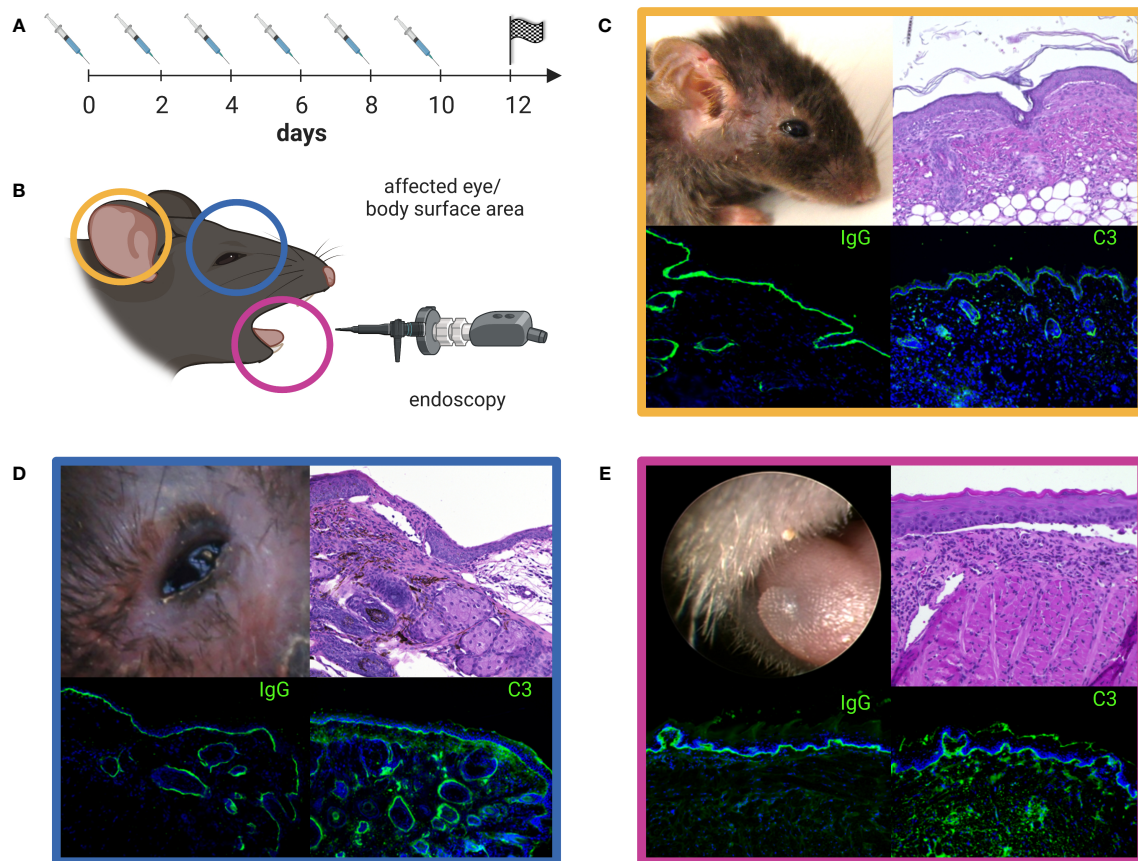 A
0 2 4 6 8 10 12
days
B
affected eye/
body surface area
endoscopy
C
IgG C3
D
IgG C3
E
IgG C3